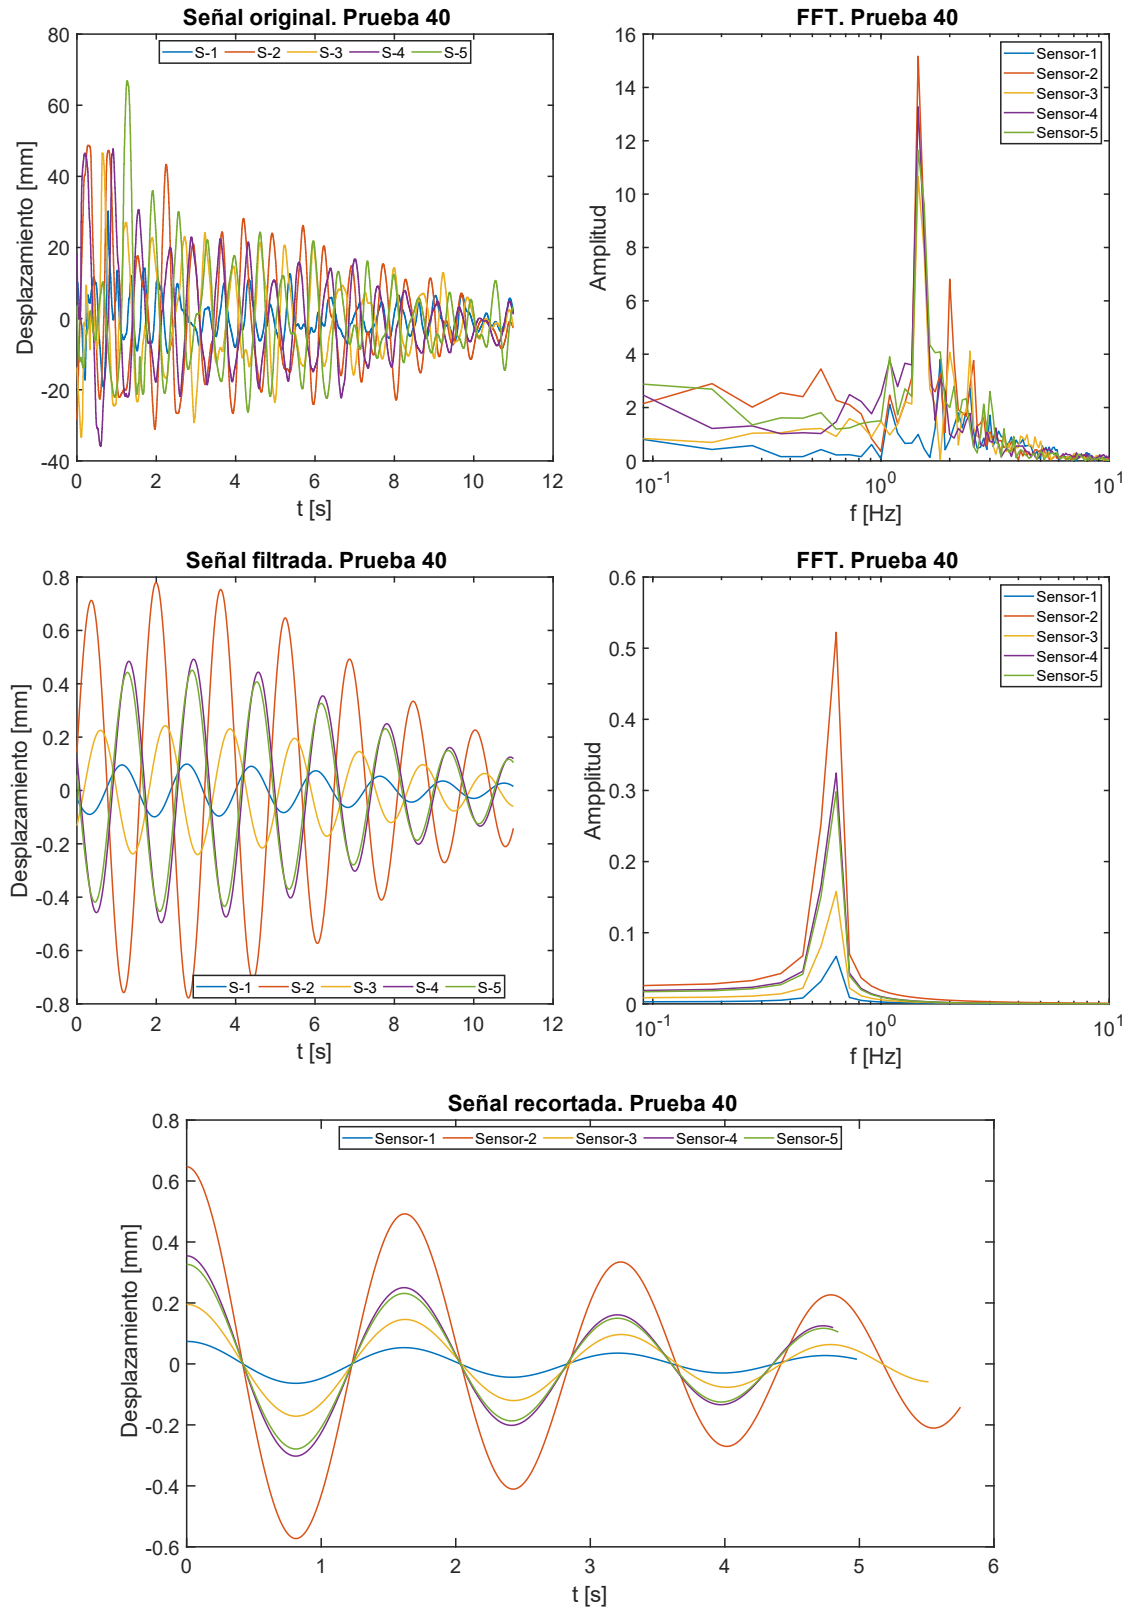 Señal original. Prueba 40
S-1 S-2 S-3 S-4 S-5
80
60
40
20
0
-20
-40
0 2 4 6 8 10 12
Desplazamiento [mm]
t [s]
FFT. Prueba 40
Sensor-1
Sensor-2
Sensor-3
Sensor-4
Sensor-5
16
14
12
10
8
6
4
2
0
10-1 100 101
Amplitud
f [Hz]
Señal filtrada. Prueba 40
0.8
0.6
0.4
0.2
0
-0.2
-0.4
-0.6
-0.8
S-1 S-2 S-3 S-4 S-5
0 2 4 6 8 10 12
Desplazamiento [mm]
t [s]
FFT. Prueba 40
Sensor-1
Sensor-2
Sensor-3
Sensor-4
Sensor-5
0.6
0.5
0.4
0.3
0.2
0.1
0
10-1 100 101
Ampplitud
f [Hz]
Señal recortada. Prueba 40
Sensor-1 Sensor-2 Sensor-3 Sensor-4 Sensor-5
0.8
0.6
0.4
0.2
0
-0.2
-0.4
-0.6
0 1 2 3 4 5 6
Desplazamiento [mm]
t [s]